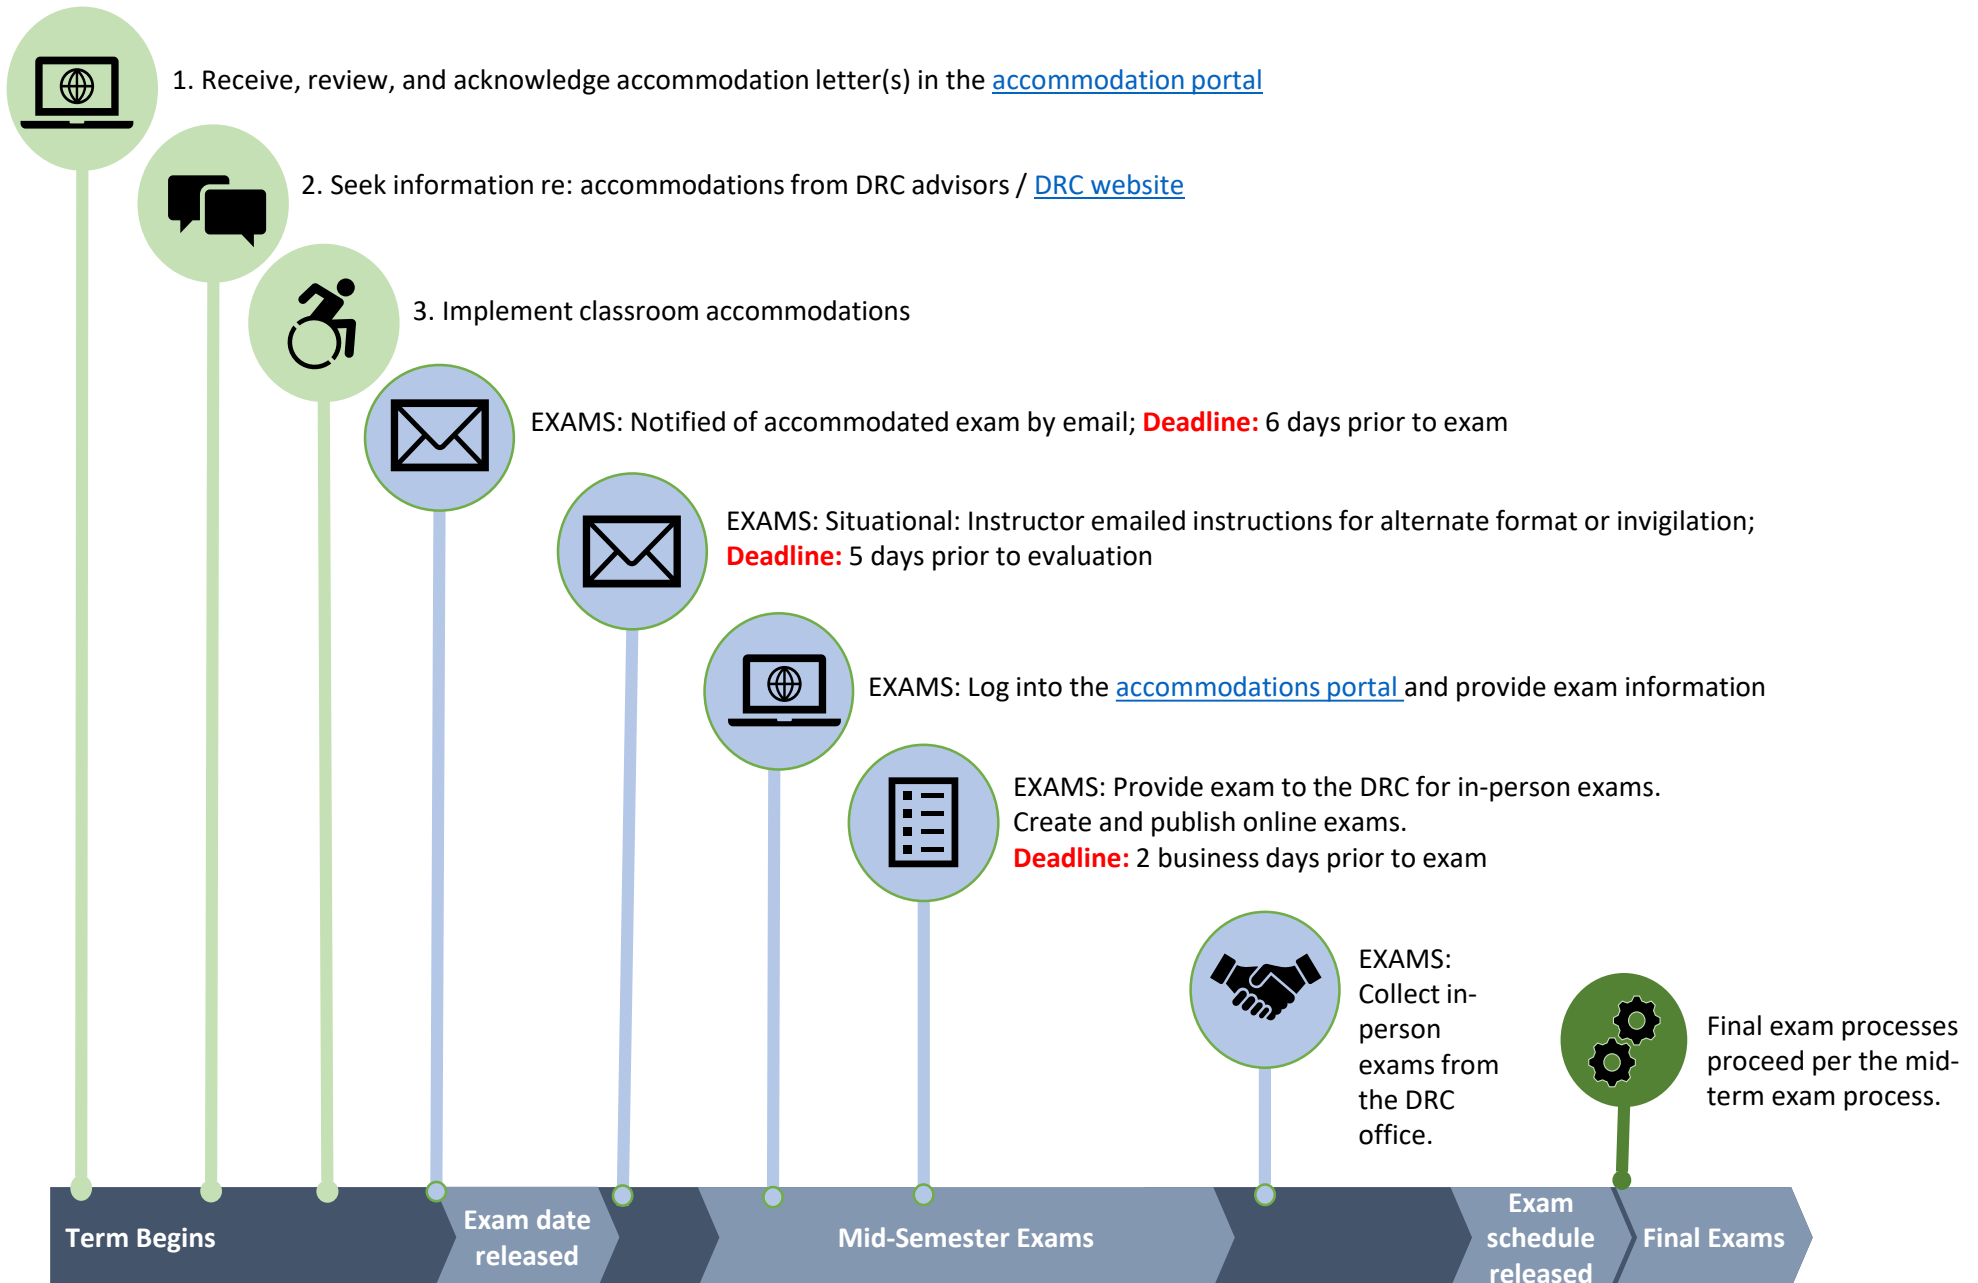 1. Receive, review, and acknowledge accommodation letter(s) in the accommodation portal
2. Seek information re: accommodations from DRC advisors / DRC website
3. Implement classroom accommodations
EXAMS: Notified of accommodated exam by email; Deadline: 6 days prior to exam
EXAMS: Situational: Instructor emailed instructions for alternate format or invigilation;
Deadline: 5 days prior to evaluation
EXAMS: Log into the accommodations portal and provide exam information
EXAMS: Provide exam to the DRC for in-person exams.
Create and publish online exams.
Deadline: 2 business days prior to exam
EXAMS:
Collect in-
person
exams from
the DRC
office.
Final exam processes
proceed per the mid-
term exam process.
Term Begins
Exam date
released
Mid-Semester Exams
Exam
schedule
released
Final Exams